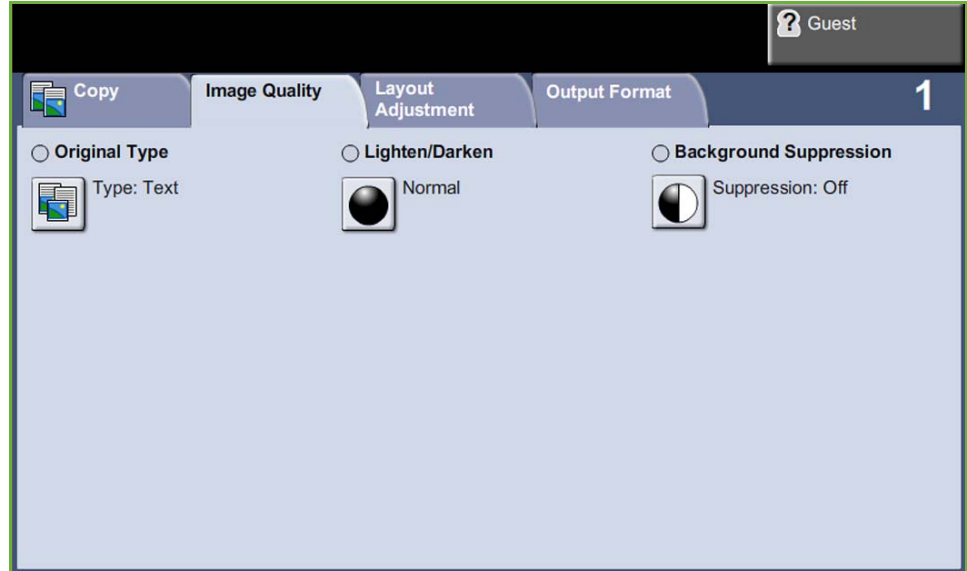 Guest
Copy
Image Quality
Layout
Adjustment
Output Format
1
Original Type
Lighten/Darken
Background Suppression
Type: Text
Normal
Suppression: Off